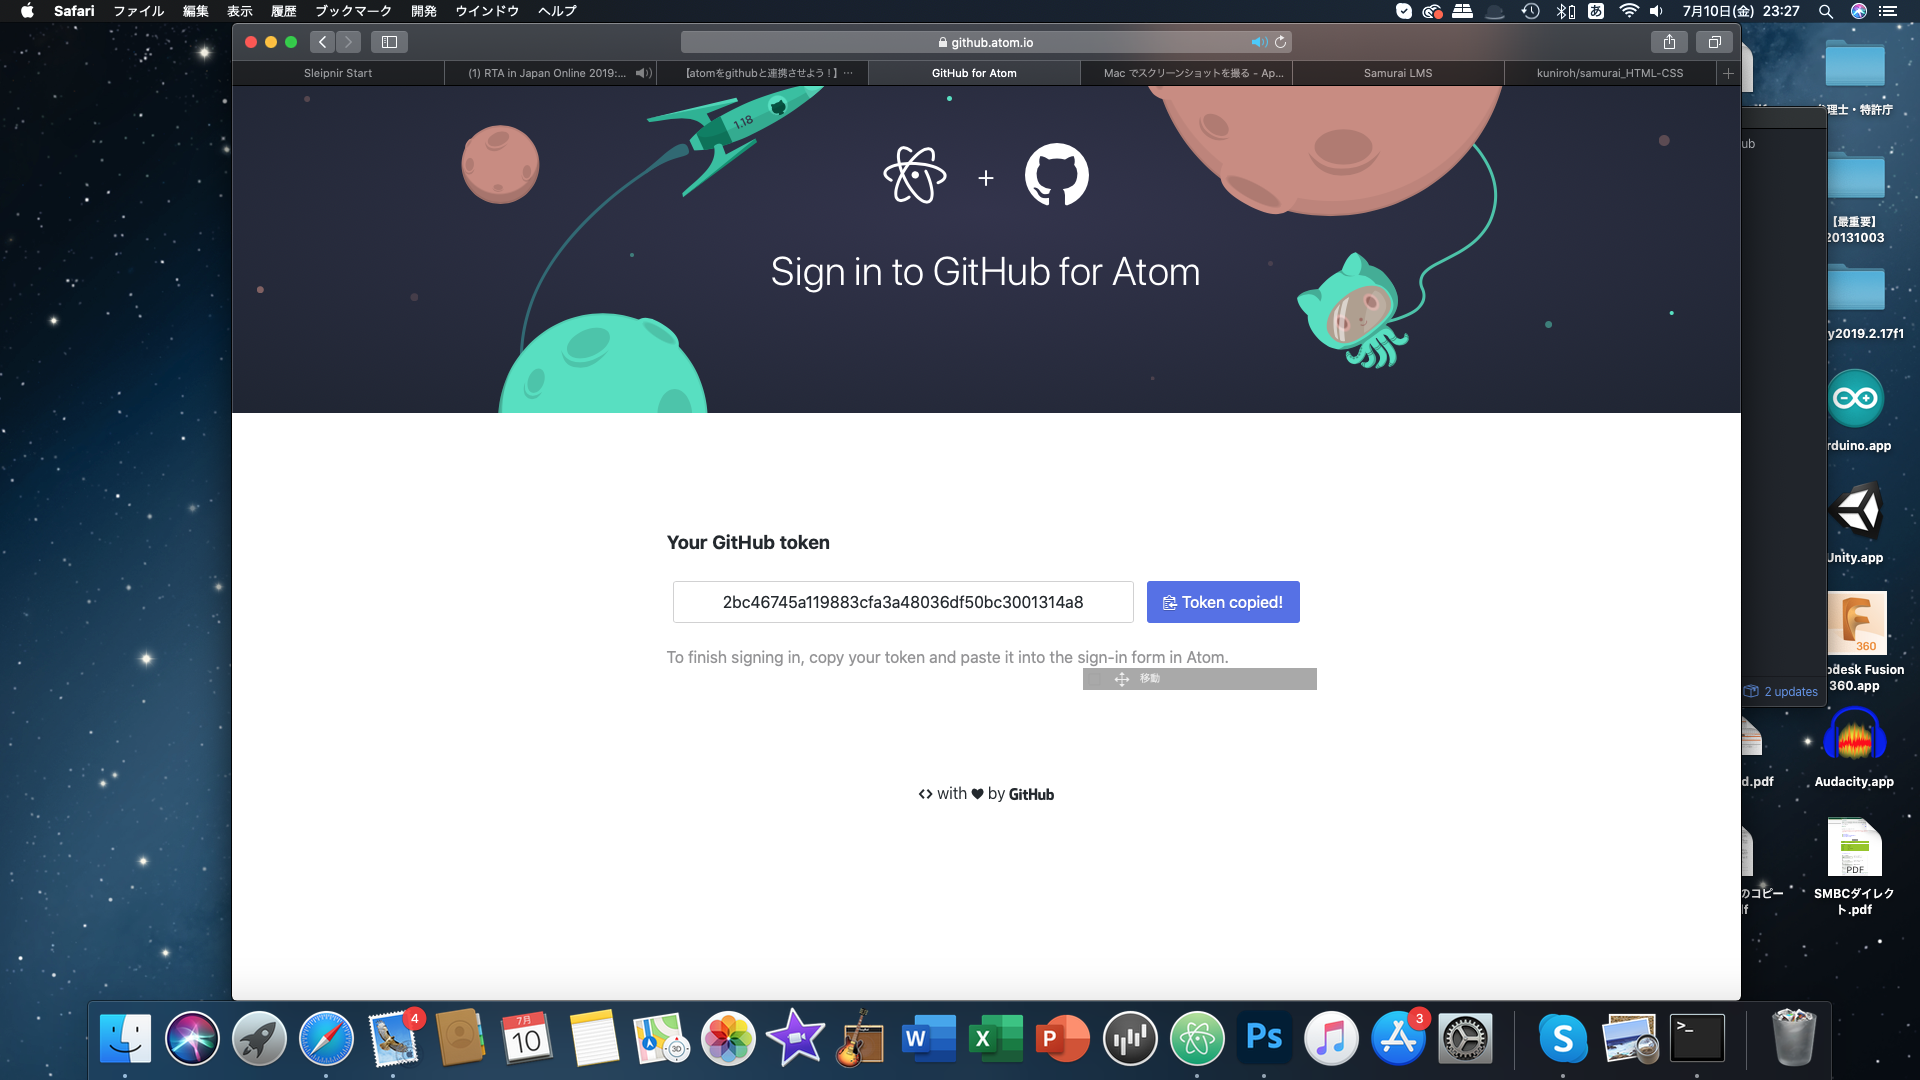 Safari ファイル 編集 表示 履歴 ブックマーク 開発 ウインドウ ヘルプ
あ 7月10日(金) 23:27
github.atom.io
Sleipnir Start
(1) RTA in Japan Online 2019:...
【atomをgithubと連携させよう！】…
GitHub for Atom
Mac でスクリーンショットを撮る - Ap...
Samurai LMS
kuniroh/samurai_HTML-CSS
1.18
+
Sign in to GitHub for Atom
Your GitHub token
2bc46745a119883cfa3a48036df50bc3001314a8
Token copied!
To finish signing in, copy your token and paste it into the sign-in form in Atom.
移動
<> with ♥ by GitHub
ub
2 updates
理士・特許庁
【最重要】
20131003
y2019.2.17f1
rduino.app
Unity.app
360
odesk Fusion
360.app
d.pdf
Audacity.app
PDF
のコピー
SMBCダイレク
ト.pdf
4
7月
10
3D
W
X
P
Ps
3
S
>_